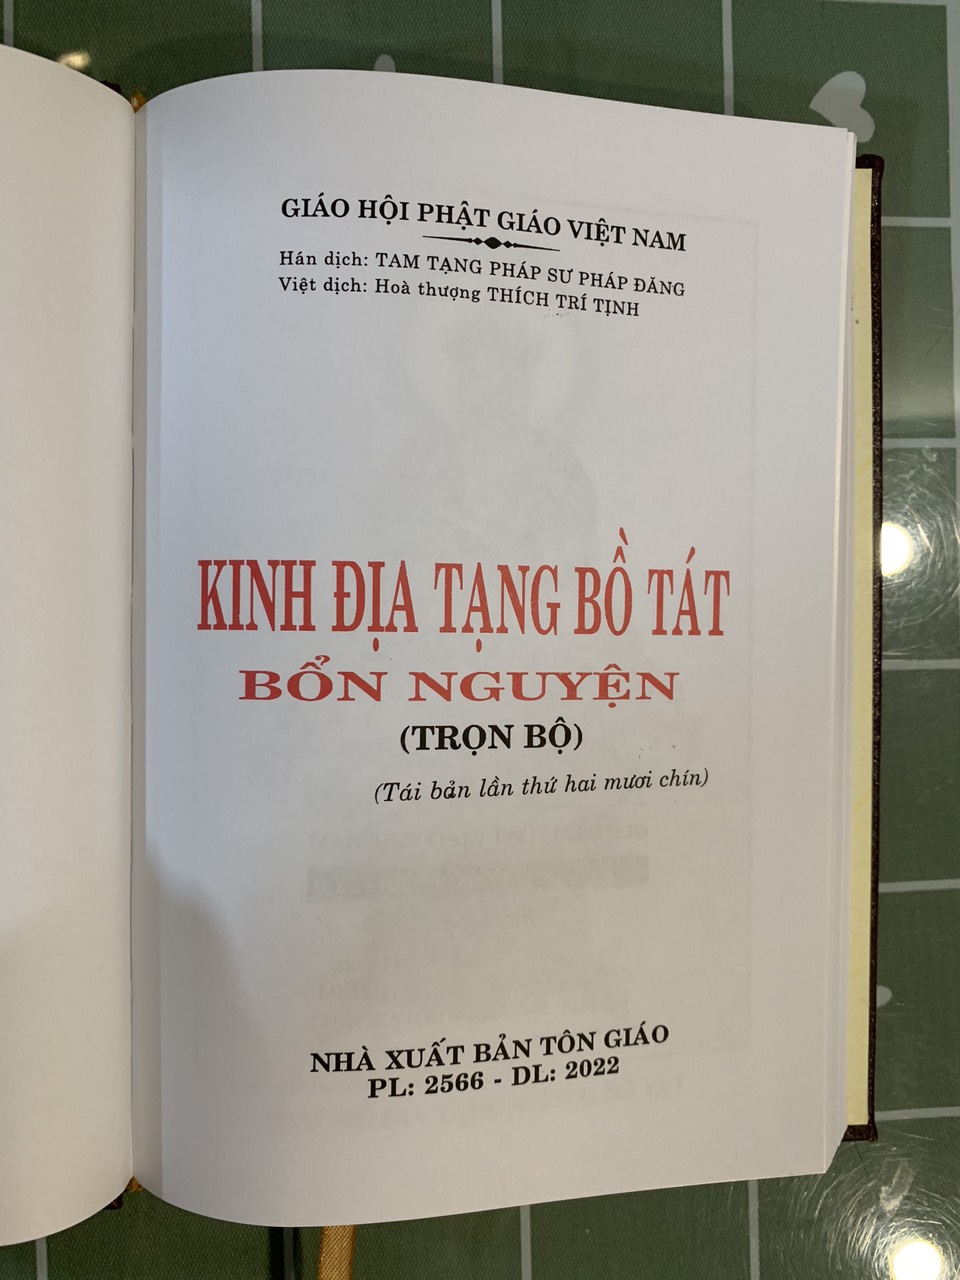 GIÁO HỘI PHẬT GIÁO VIỆT NAM
Hán dịch: TAM TẠNG PHÁP SƯ PHÁP ĐĂNG
Việt dịch: Hoà thượng THÍCH TRÍ TỊNH
KINH ĐỊA TẠNG BỒ TÁT
BỔN NGUYỆN
(TRỌN BỘ)
(Tái bản lần thứ hai mươi chín)
NHÀ XUẤT BẢN TÔN GIÁO
PL: 2566 - DL: 2022